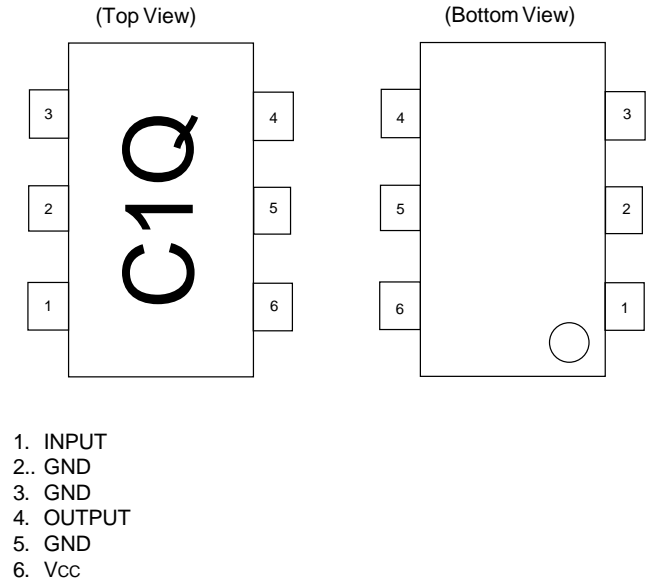 (Top View)
(Bottom View)
3
4
2
5
1
6
C1Q
4
3
5
2
6
1
1. INPUT
2.. GND
3. GND
4. OUTPUT
5. GND
6. Vcc